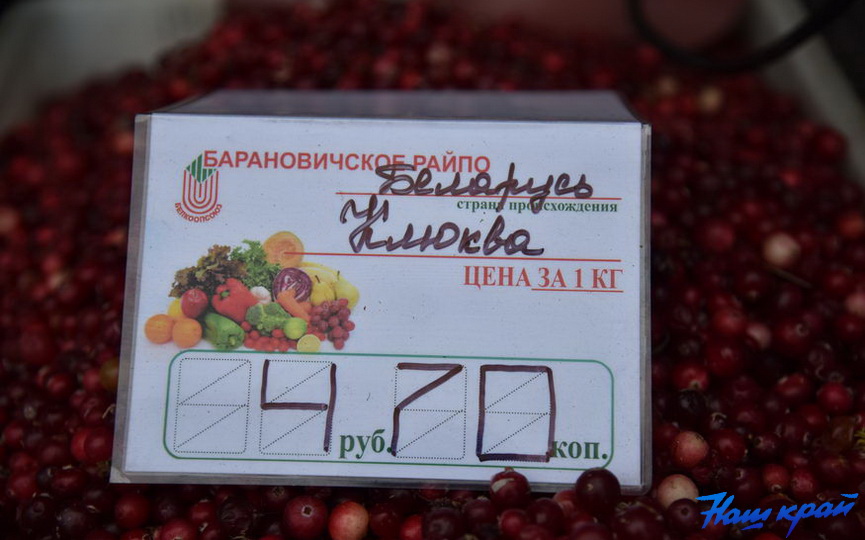 БАРАНОВИЧСКОЕ РАЙПО
БЕЛКООПСОЮЗ
Беларусь
страна происхождения
Клюква
ЦЕНА ЗА 1 КГ
4 руб. 70 коп.
Наш край